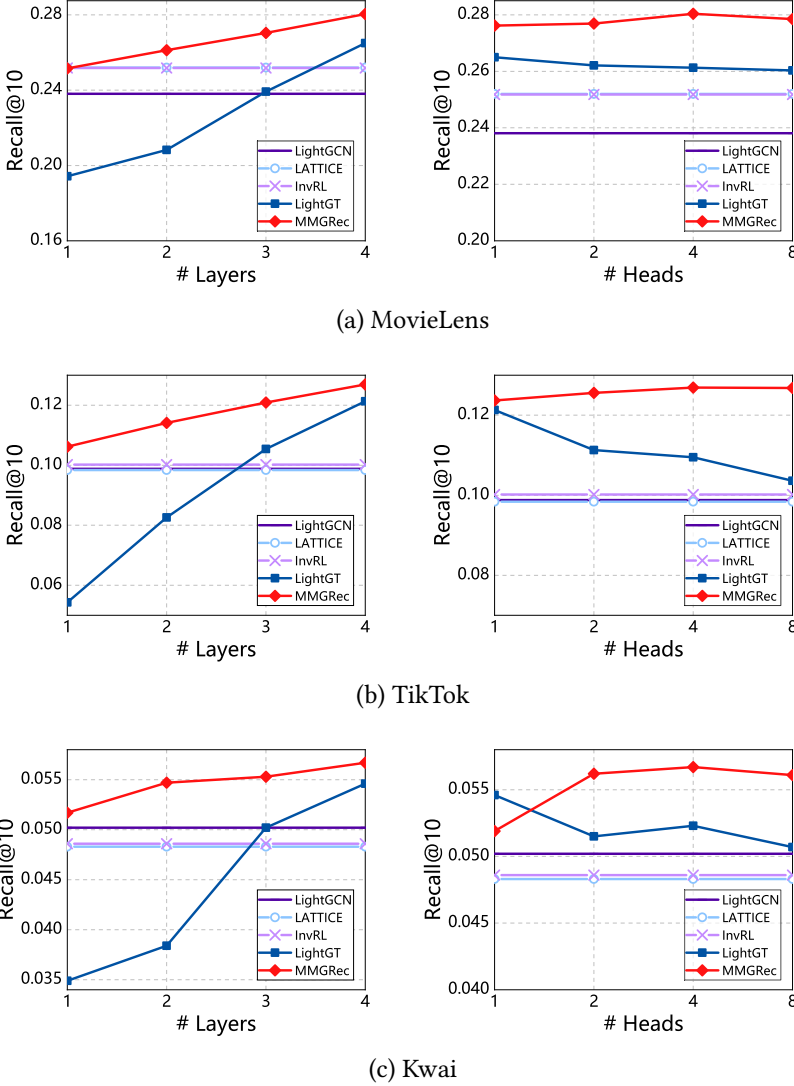 0.28
0.24
0.20
0.16
Recall@10
1 2 3 4
# Layers
LightGCN
LATTICE
InvRL
LightGT
MMGRec
0.28
0.26
0.24
0.22
0.20
Recall@10
1 2 4 8
# Heads
LightGCN
LATTICE
InvRL
LightGT
MMGRec
(a) MovieLens
0.12
0.10
0.08
0.06
Recall@10
1 2 3 4
# Layers
LightGCN
LATTICE
InvRL
LightGT
MMGRec
0.12
0.10
0.08
Recall@10
1 2 4 8
# Heads
LightGCN
LATTICE
InvRL
LightGT
MMGRec
(b) TikTok
0.055
0.050
0.045
0.040
0.035
Recall@10
1 2 3 4
# Layers
LightGCN
LATTICE
InvRL
LightGT
MMGRec
0.055
0.050
0.045
0.040
Recall@10
1 2 4 8
# Heads
LightGCN
LATTICE
InvRL
LightGT
MMGRec
(c) Kwai